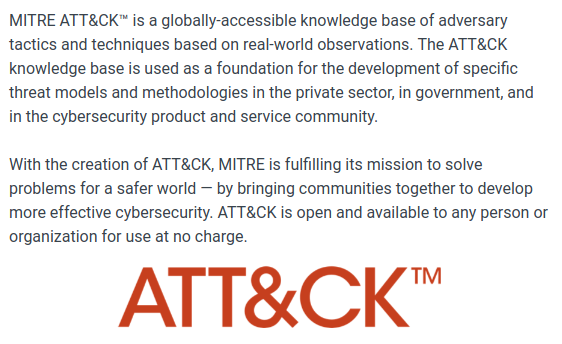 MITRE ATT&CK™ is a globally-accessible knowledge base of adversary
tactics and techniques based on real-world observations. The ATT&CK
knowledge base is used as a foundation for the development of specific
threat models and methodologies in the private sector, in government, and
in the cybersecurity product and service community.
With the creation of ATT&CK, MITRE is fulfilling its mission to solve
problems for a safer world — by bringing communities together to develop
more effective cybersecurity. ATT&CK is open and available to any person or
organization for use at no charge.
ATT&CK™